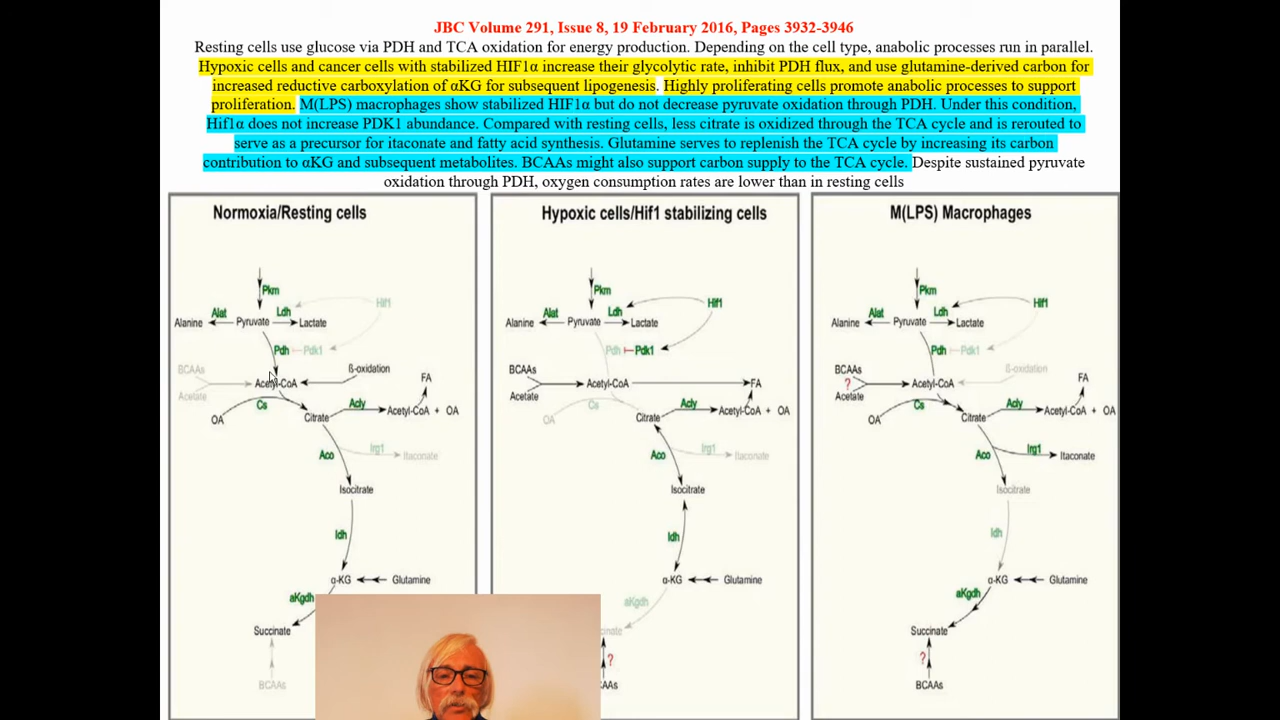 JBC Volume 291, Issue 8, 19 February 2016, Pages 3932-3946
Resting cells use glucose via PDH and TCA oxidation for energy production. Depending on the cell type, anabolic processes run in parallel.
Hypoxic cells and cancer cells with stabilized HIF1α increase their glycolytic rate, inhibit PDH flux, and use glutamine-derived carbon for
increased reductive carboxylation of αKG for subsequent lipogenesis. Highly proliferating cells promote anabolic processes to support
proliferation. M(LPS) macrophages show stabilized HIF1α but do not decrease pyruvate oxidation through PDH. Under this condition,
Hif1α does not increase PDK1 abundance. Compared with resting cells, less citrate is oxidized through the TCA cycle and is rerouted to
serve as a precursor for itaconate and fatty acid synthesis. Glutamine serves to replenish the TCA cycle by increasing its carbon
contribution to αKG and subsequent metabolites. BCAAs might also support carbon supply to the TCA cycle. Despite sustained pyruvate
oxidation through PDH, oxygen consumption rates are lower than in resting cells
Normoxia/Resting cells
Pkm
Hif1
Alat
Ldh
Alanine
Pyruvate
Lactate
Pdh
Pdk1
BCAAs
ß-oxidation
Acetyl-CoA
FA
Acetate
Cs
Acly
OA
Citrate
Acetyl-CoA + OA
Aco
Irg1
Itaconate
Isocitrate
Idh
α-KG
Glutamine
aKgdh
Succinate
BCAAs
Hypoxic cells/Hif1 stabilizing cells
Pkm
Hif1
Alat
Ldh
Alanine
Pyruvate
Lactate
Pdh
Pdk1
BCAAs
Acetyl-CoA
FA
Acetate
Cs
Acly
OA
Citrate
Acetyl-CoA + OA
Aco
Irg1
Itaconate
Isocitrate
Idh
α-KG
Glutamine
aKgdh
inate
?
AAs
M(LPS) Macrophages
Pkm
Hif1
Alat
Ldh
Alanine
Pyruvate
Lactate
Pdh
Pdk1
BCAAs
ß-oxidation
?
Acetyl-CoA
FA
Acetate
Cs
Acly
OA
Citrate
Acetyl-CoA + OA
Aco
Irg1
Itaconate
Isocitrate
Idh
α-KG
Glutamine
aKgdh
Succinate
?
BCAAs